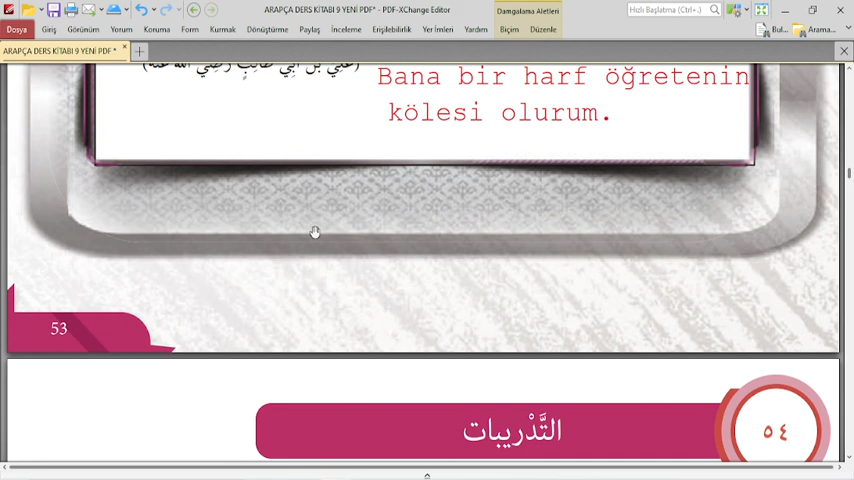 ARAPÇA DERS KİTABI 9 YENİ PDF* - PDF-XChange Editor
Damgalama Aletleri
Hızlı Başlatma (Ctrl+.)
Dosya Giriş Görünüm Yorum Koruma Form Kurmak Dönüştürme Paylaş İnceleme Erişilebilirlik Yer İmleri Yardım Biçim Düzenle Bul... Arama...
ARAPÇA DERS KİTABI 9 YENİ PDF *
(عَلِيُّ بْنُ أَبِي طَالِبٍ رَضِيَ اللهُ عَنْهُ)
Bana bir harf öğretenin
kölesi olurum.
53
التَّدْرِيبات
٥٤